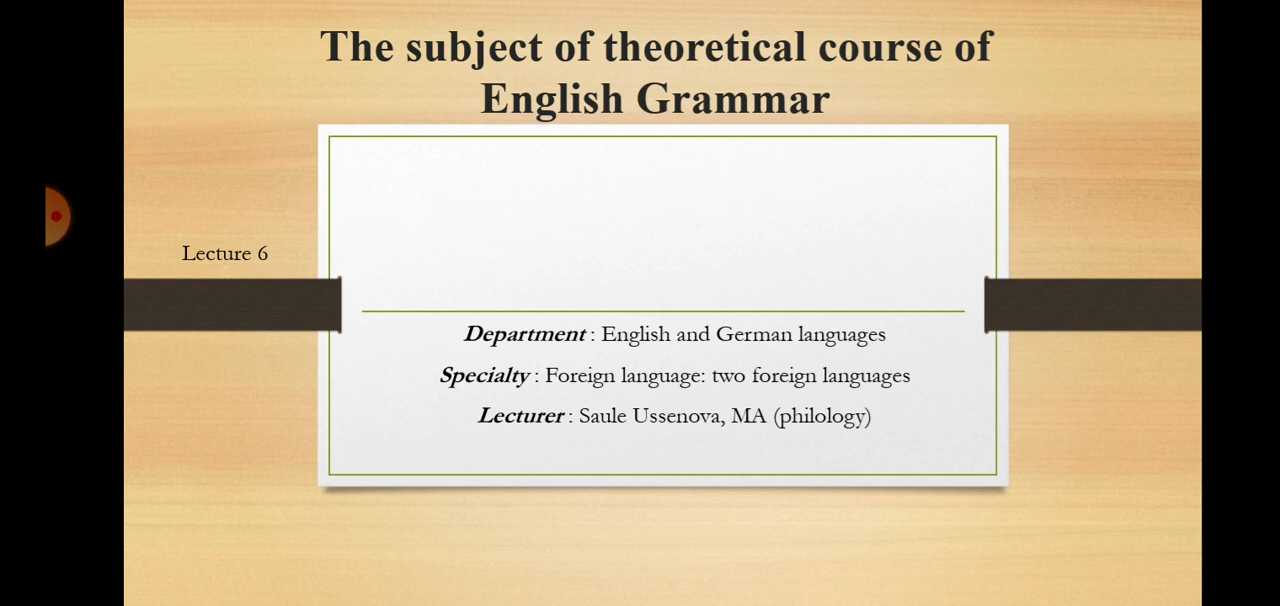 The subject of theoretical course of
English Grammar
Lecture 6
Department : English and German languages
Specialty : Foreign language: two foreign languages
Lecturer : Saule Ussenova, MA (philology)